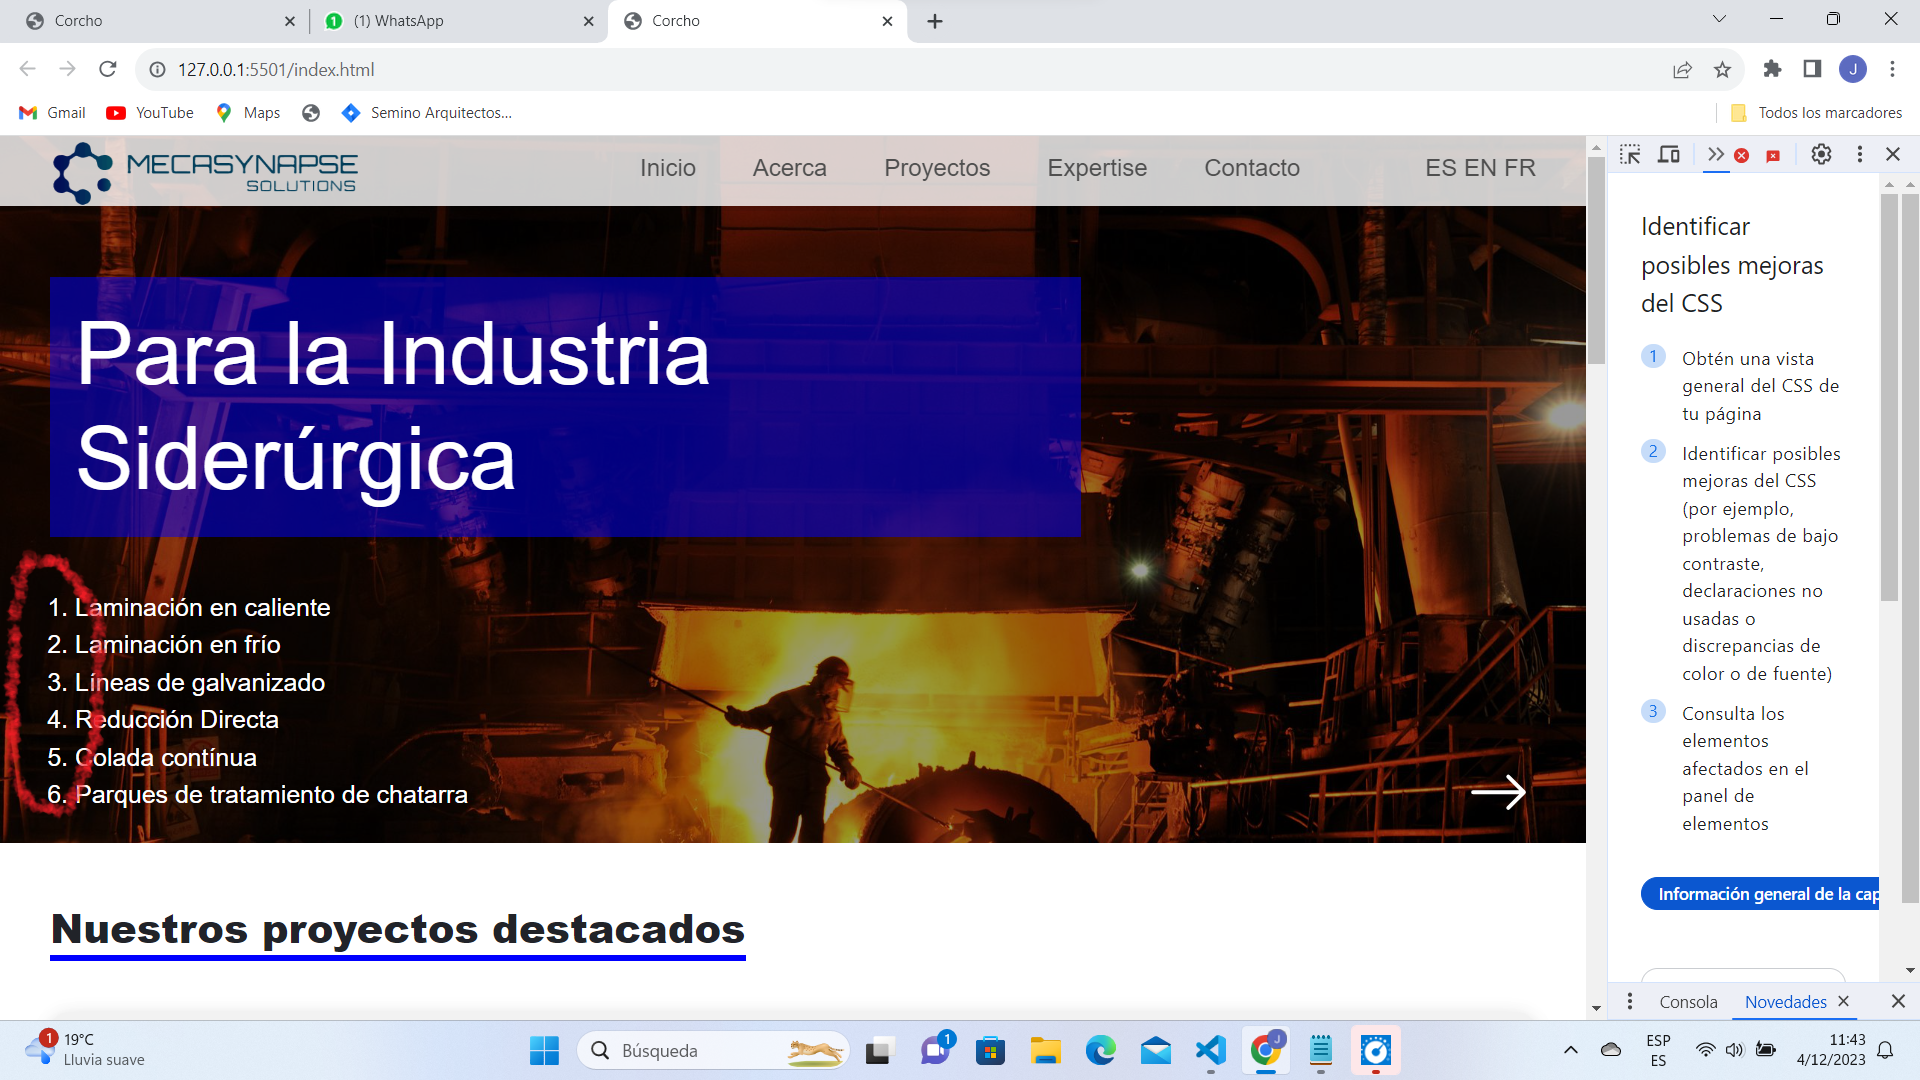 Corcho
(1) WhatsApp
Corcho
127.0.0.1:5501/index.html
J
Gmail
YouTube
Maps
Semino Arquitectos...
Todos los marcadores
MECASYNAPSE
SOLUTIONS
Inicio
Acerca
Proyectos
Expertise
Contacto
ES EN FR
Para la Industria
Siderúrgica
1. Laminación en caliente
2. Laminación en frío
3. Líneas de galvanizado
4. Reducción Directa
5. Colada contínua
6. Parques de tratamiento de chatarra
Nuestros proyectos destacados
Identificar
posibles mejoras
del CSS
1 Obtén una vista
general del CSS de
tu página
2 Identificar posibles
mejoras del CSS
(por ejemplo,
problemas de bajo
contraste,
declaraciones no
usadas o
discrepancias de
color o de fuente)
3 Consulta los
elementos
afectados en el
panel de
elementos
Información general de la cap
Consola
Novedades
1
19°C
Lluvia suave
Búsqueda
1
J
ESP
ES
11:43
4/12/2023